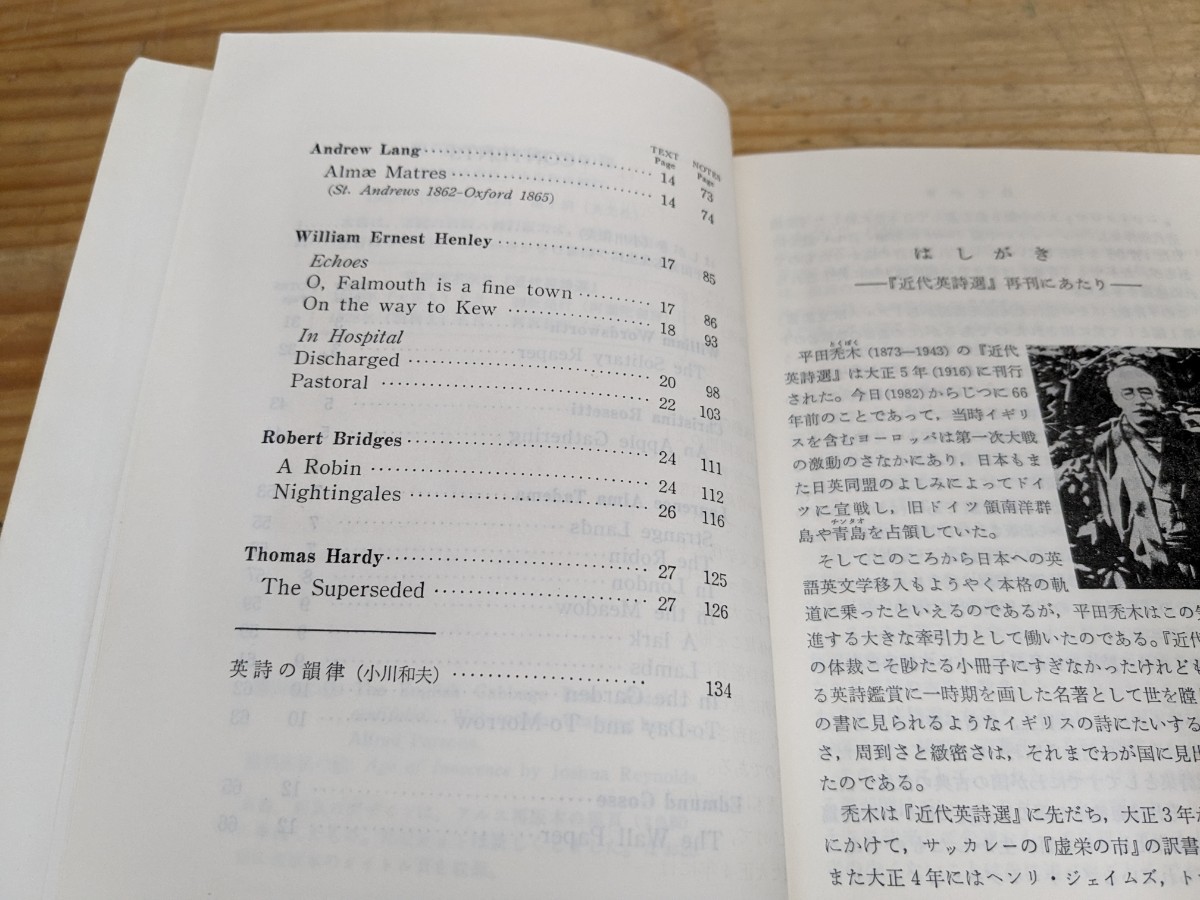 TEXT NOTES
Page Page
Andrew Lang 14 73
Almæ Matres 14 74
(St. Andrews 1862-Oxford 1865)
William Ernest Henley 17 85
Echoes
O, Falmouth is a fine town 17 86
On the way to Kew 18 93
In Hospital
Discharged 20 98
Pastoral 22 103
Robert Bridges 24 111
A Robin 24 112
Nightingales 26 116
Thomas Hardy 27 125
The Superseded 27 126
英詩の韻律(小川和夫) 134
はしがき
——『近代英詩選』再刊にあたり——
平田禿木(1873—1943)の『近代
英詩選』は大正5年(1916)に刊行
された。今日(1982)からじつに66
年前のことであって,当時イギリ
スを含むヨーロッパは第一次大戦
の激動のさなかにあり,日本もま
た日英同盟のよしみによってドイ
ツに宣戦し,旧ドイツ領南洋群
島や青島を占領していた。
そしてこのころから日本への英
語英文学移入もようやく本格の軌
道に乗ったといえるのであるが,平田禿木はこの
進する大きな牽引力として働いたのである。『近代
の体裁こそ眇たる小冊子にすぎなかったけれども
る英詩鑑賞に一時期を画した名著として世を瞠
の書に見られるようなイギリスの詩にたいする
さ,周到さと緻密さは,それまでわが国に見出
たのである。
禿木は『近代英詩選』に先だち,大正3年
にかけて,サッカレーの『虚栄の市』の訳書
また大正4年にはヘンリ・ジェイムズ,